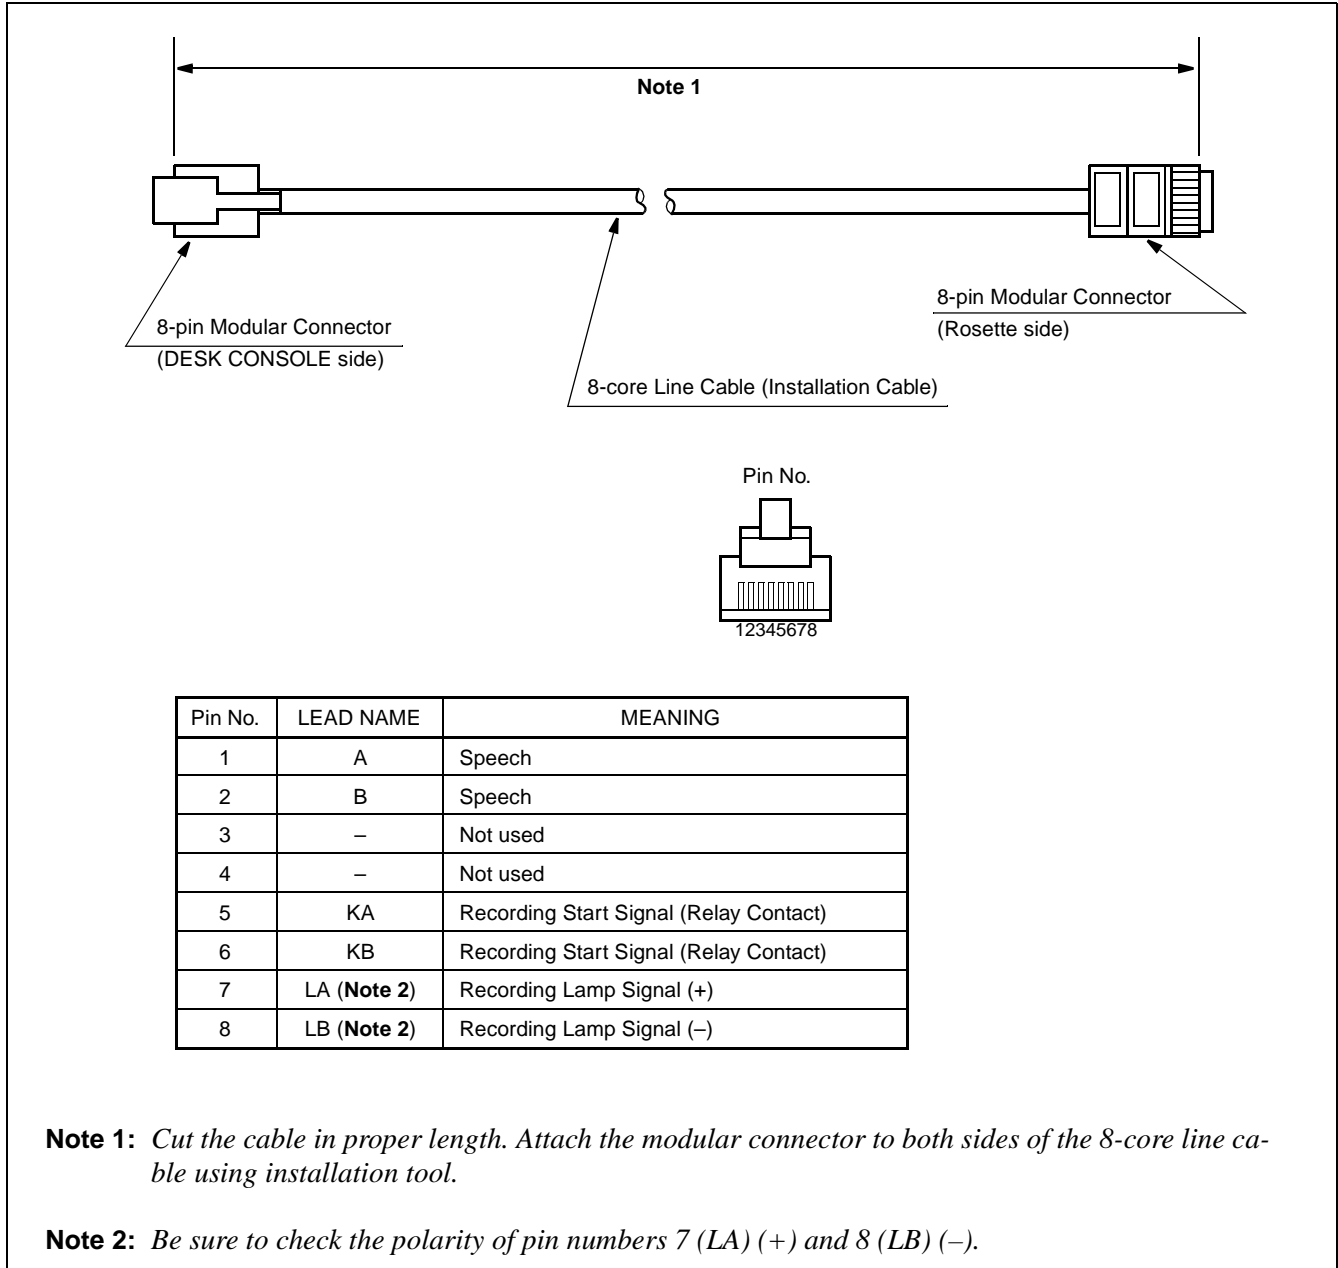 Note 1
8-pin Modular Connector
(DESK CONSOLE side)
8-pin Modular Connector
(Rosette side)
8-core Line Cable (Installation Cable)
Pin No.
12345678
Pin No. LEAD NAME MEANING
1 A Speech
2 B Speech
3 – Not used
4 – Not used
5 KA Recording Start Signal (Relay Contact)
6 KB Recording Start Signal (Relay Contact)
7 LA (Note 2) Recording Lamp Signal (+)
8 LB (Note 2) Recording Lamp Signal (–)
Note 1: Cut the cable in proper length. Attach the modular connector to both sides of the 8-core line ca-
ble using installation tool.
Note 2: Be sure to check the polarity of pin numbers 7 (LA) (+) and 8 (LB) (–).